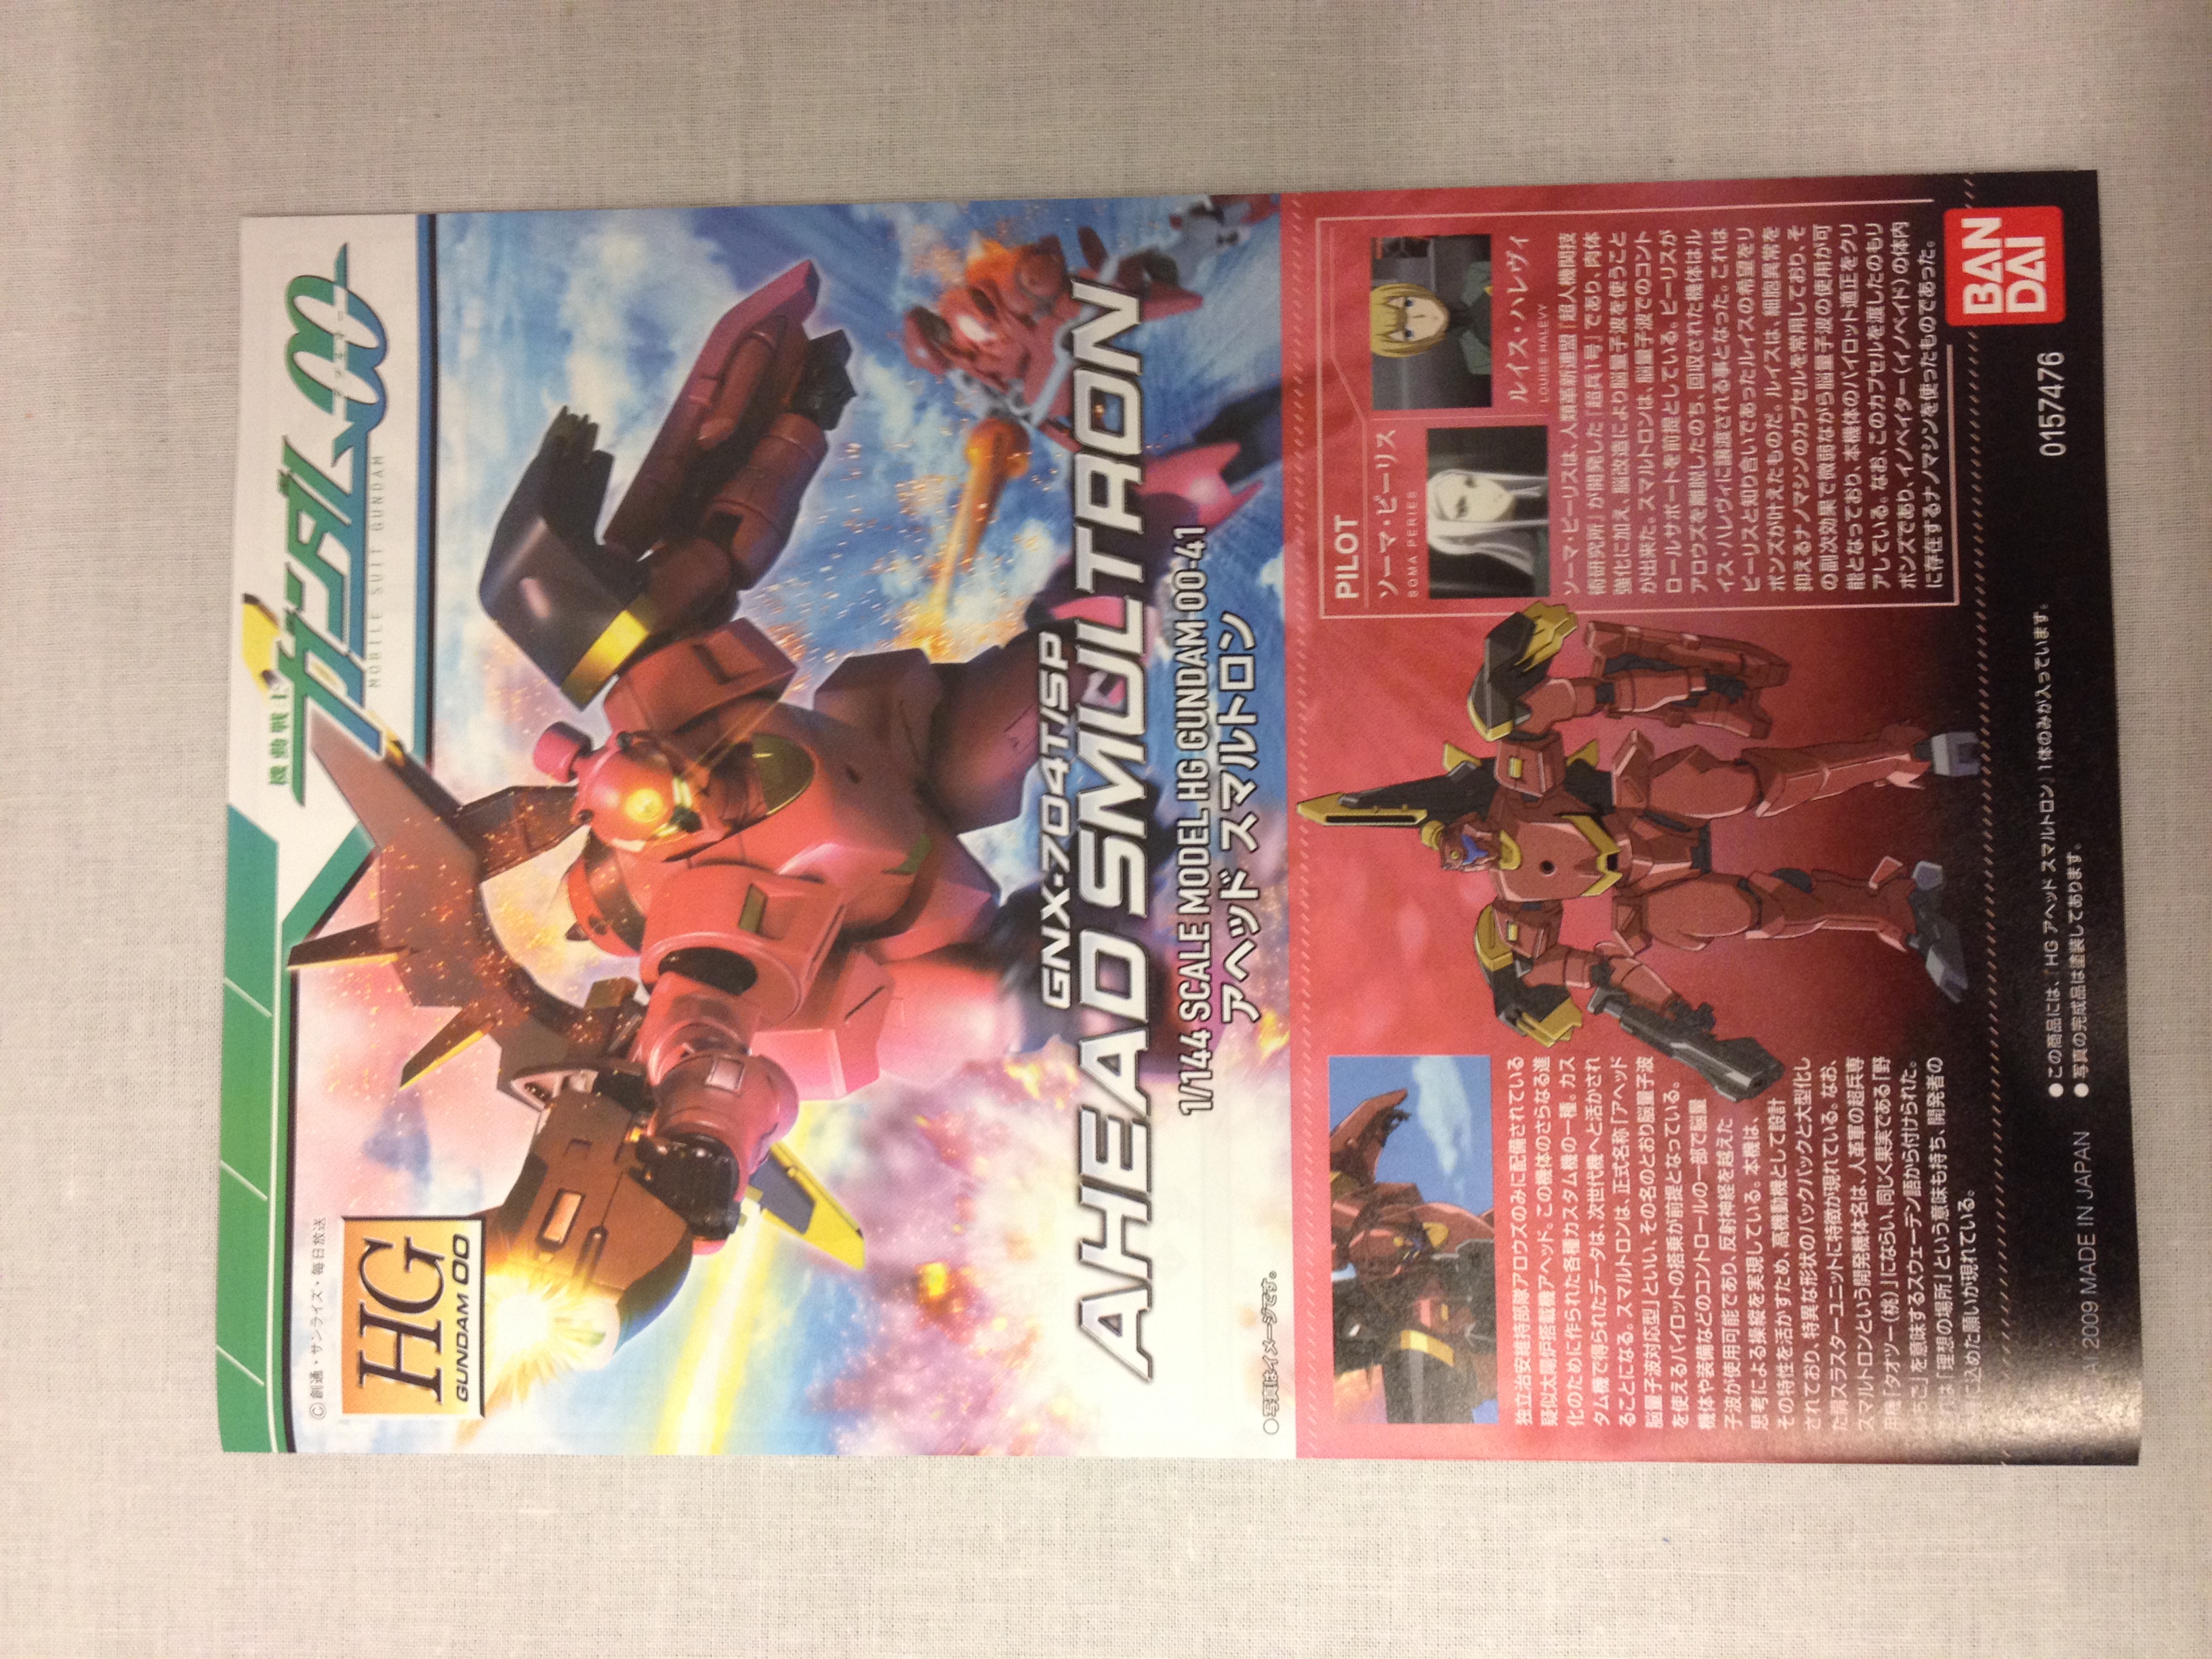 機動戦士
ガンダム00
MOBILE SUIT GUNDAM
©創通・サンライズ・毎日放送
HG
GUNDAM 00
GNX-704T/SP
AHEAD SMULTRON
1/144 SCALE MODEL HG GUNDAM 00-41
アヘッド スマルトロン
○写真はイメージです。
独立治安維持部隊アロウズのみに配備されている
疑似太陽炉搭載機アヘッド。この機体のさらなる進
化のために作られた各種カスタム機の一種。カス
タム機で得られたデータは、次世代機へと活かされ
ることになる。スマルトロンは、正式名称「アヘッド
脳量子波対応型」といい、その名のとおり脳量子波
を使えるパイロットの搭乗が前提となっている。
機体や装備などのコントロールの一部で脳量
子波が使用可能であり、反射神経を越えた
思考による操縦を実現している。本機は、
その特性を活かすため、高機動機として設計
されており、特異な形状のバックパックと大型化し
た肩スラスターユニットに特徴が現れている。なお、
スマルトロンという開発機体名は、人革軍の超兵専
用機「タオツー(桃)」にならい、同じく果実である「野
いちご」を意味するスウェーデン語から付けられた。
これは「理想の場所」という意味も持ち、開発者の
に込めた願いが現れている。
PILOT
ソーマ・ピーリス
SOMA PERIES
ルイス・ハレヴィ
LOUISE HALEVY
ソーマ・ピーリスは、人類革新連盟『超人機関技
術研究所』が開発した『超兵1号』であり、肉体
強化に加え、脳改造により脳量子波を使うこと
が出来た。スマルトロンは、脳量子波でのコント
ロールサポートを前提としている。ピーリスが
アロウズを離脱したのち、回収された機体はル
イス・ハレヴィに譲渡される事となった。これは
ピーリスと知り合いであったルイスの希望をリ
ボンズが叶えたものだ。ルイスは、細胞異常を
抑えるナノマシンのカプセルを常用しており、そ
の副次効果で微弱ながら脳量子波の使用が可
能となっており、本機体のパイロット適正をクリ
アしている。なお、このカプセルを渡したのもリ
ボンズであり、イノベイター(イノベイド)の体内
に存在するナノマシンを使ったものであった。
BAN
DAI
●この商品には、『HG アヘッド スマルトロン』1体のみが入っています。
●写真の完成品は塗装してあります。
0157476
BANDAI 2009 MADE IN JAPAN